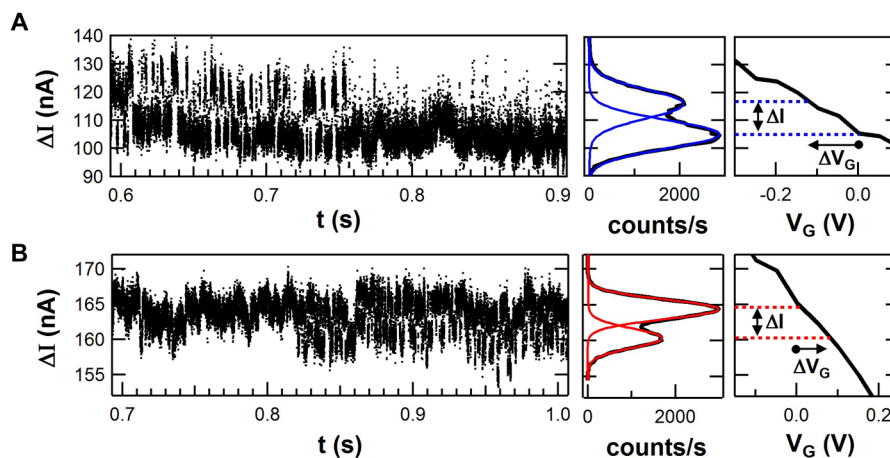 A
ΔI (nA)
140
130
120
110
100
90
0.6
0.7
0.8
0.9
t (s)
0
2000
counts/s
ΔI
ΔV_G
-0.2
0.0
V_G (V)
B
ΔI (nA)
170
165
160
155
0.7
0.8
0.9
1.0
t (s)
0
2000
counts/s
ΔI
ΔV_G
0.0
0.2
V_G (V)